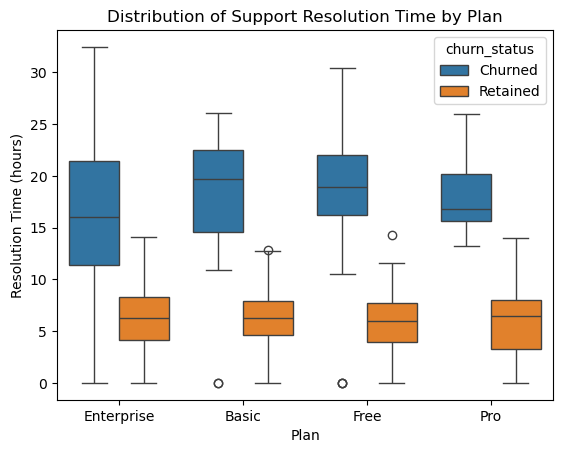 Distribution of Support Resolution Time by Plan
churn_status
Churned
Retained
Resolution Time (hours)
30
25
20
15
10
5
0
Enterprise Basic Free Pro
Plan